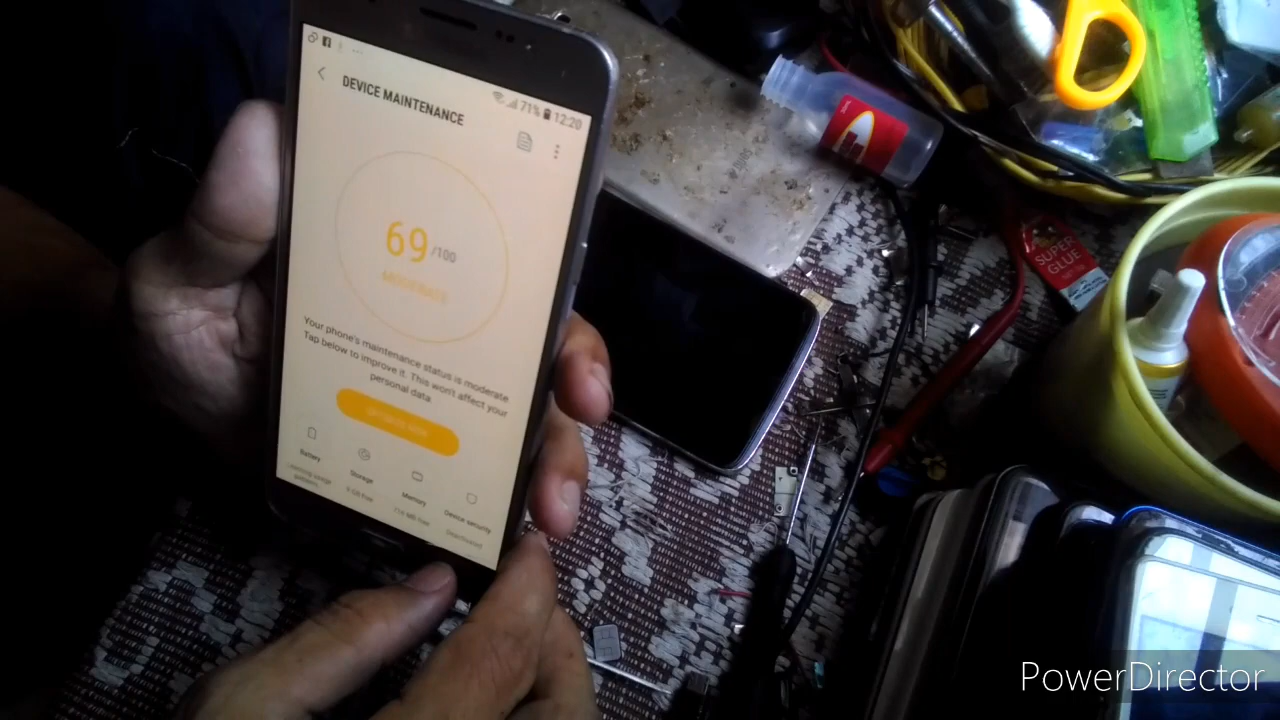 71% 12:20
DEVICE MAINTENANCE
69 /100
Your phone's maintenance status is moderate
Tap below to improve it. This won't affect your
personal data.
Battery
Storage
Memory
Device security
Deactivated
SUPER
GLUE
PowerDirector